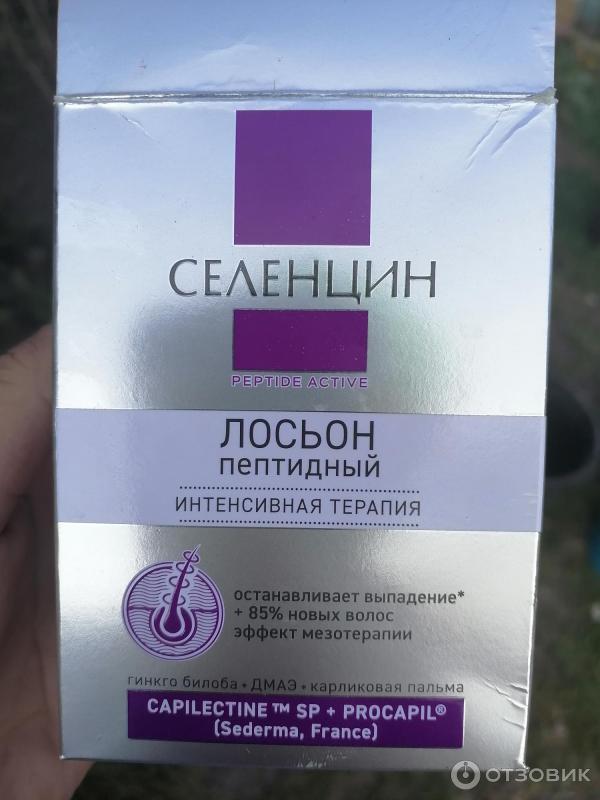 СЕЛЕНЦИН
PEPTIDE ACTIVE
ЛОСЬОН
пептидный
ИНТЕНСИВНАЯ ТЕРАПИЯ
останавливает выпадение*
+ 85% новых волос
эффект мезотерапии
гинкго билоба • ДМАЭ • карликовая пальма
CAPILECTINE™ SP + PROCAPIL®
(Sederma, France)
ОТЗОВИК